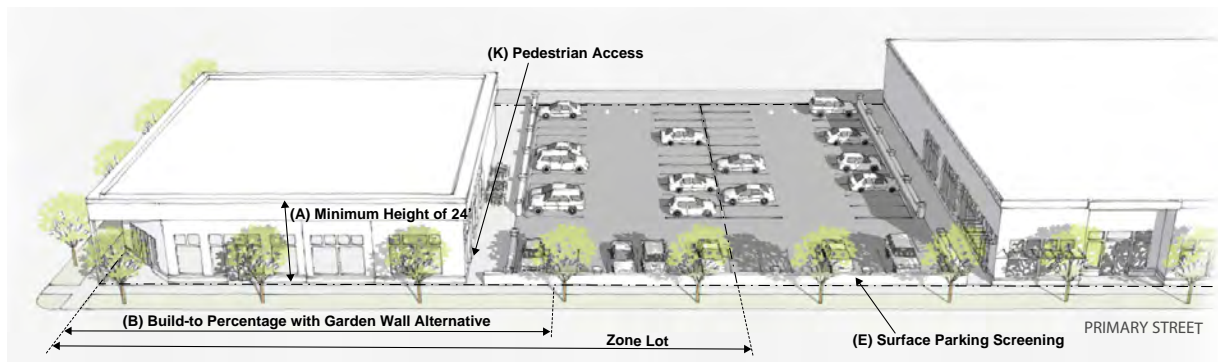 (K) Pedestrian Access
(A) Minimum Height of 24'
(B) Build-to Percentage with Garden Wall Alternative
Zone Lot
(E) Surface Parking Screening
PRIMARY STREET